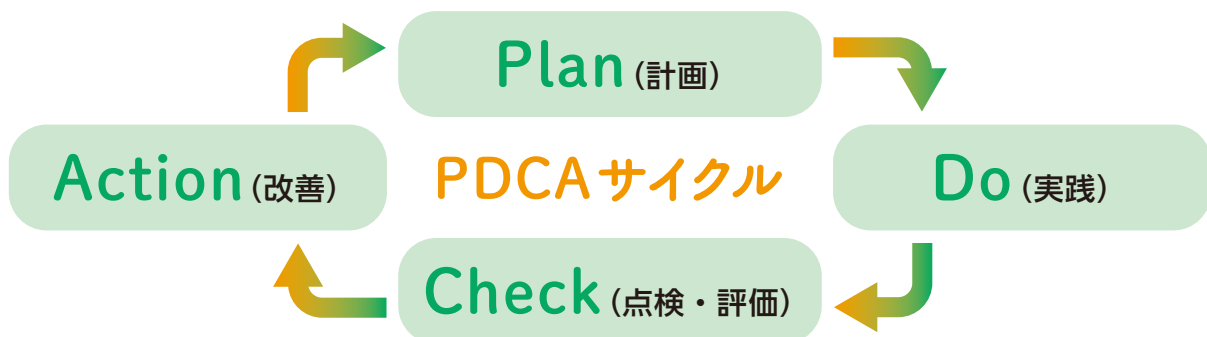 Plan (計画)
Action (改善)
PDCAサイクル
Do (実践)
Check (点検・評価)